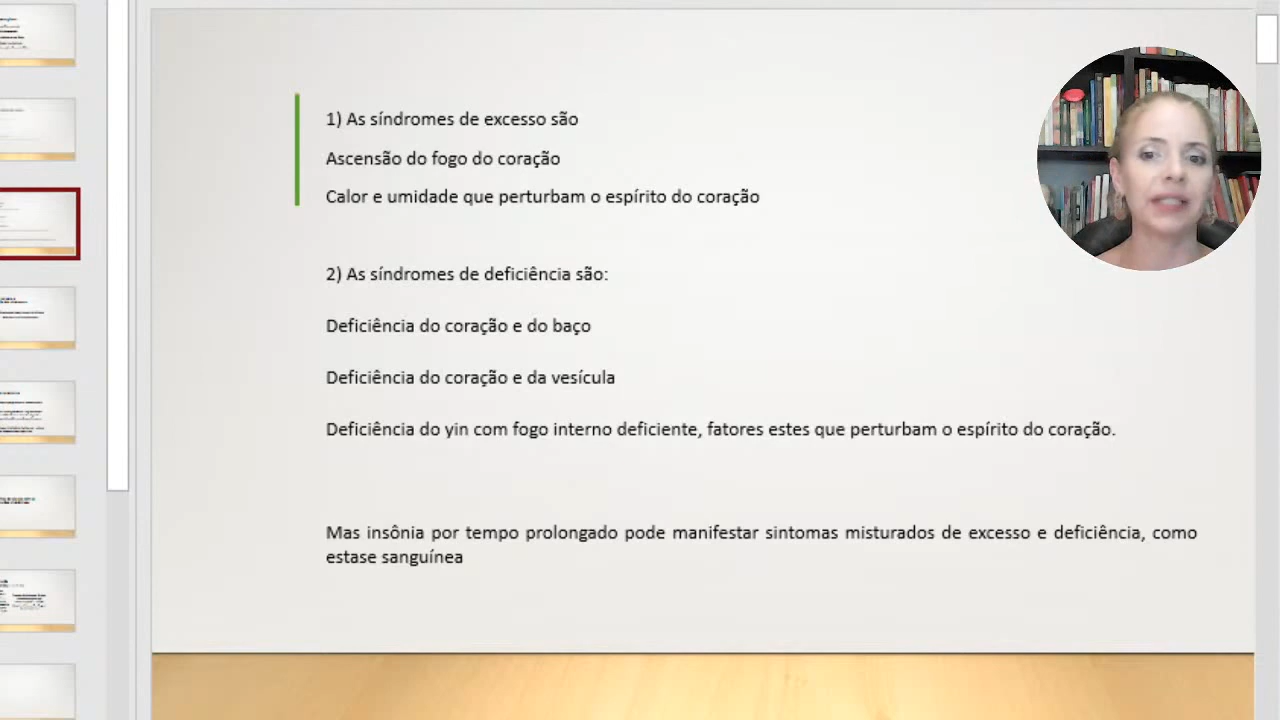 1) As síndromes de excesso são
Ascensão do fogo do coração
Calor e umidade que perturbam o espírito do coração
2) As síndromes de deficiência são:
Deficiência do coração e do baço
Deficiência do coração e da vesícula
Deficiência do yin com fogo interno deficiente, fatores estes que perturbam o espírito do coração.
Mas insônia por tempo prolongado pode manifestar sintomas misturados de excesso e deficiência, como
estase sanguínea